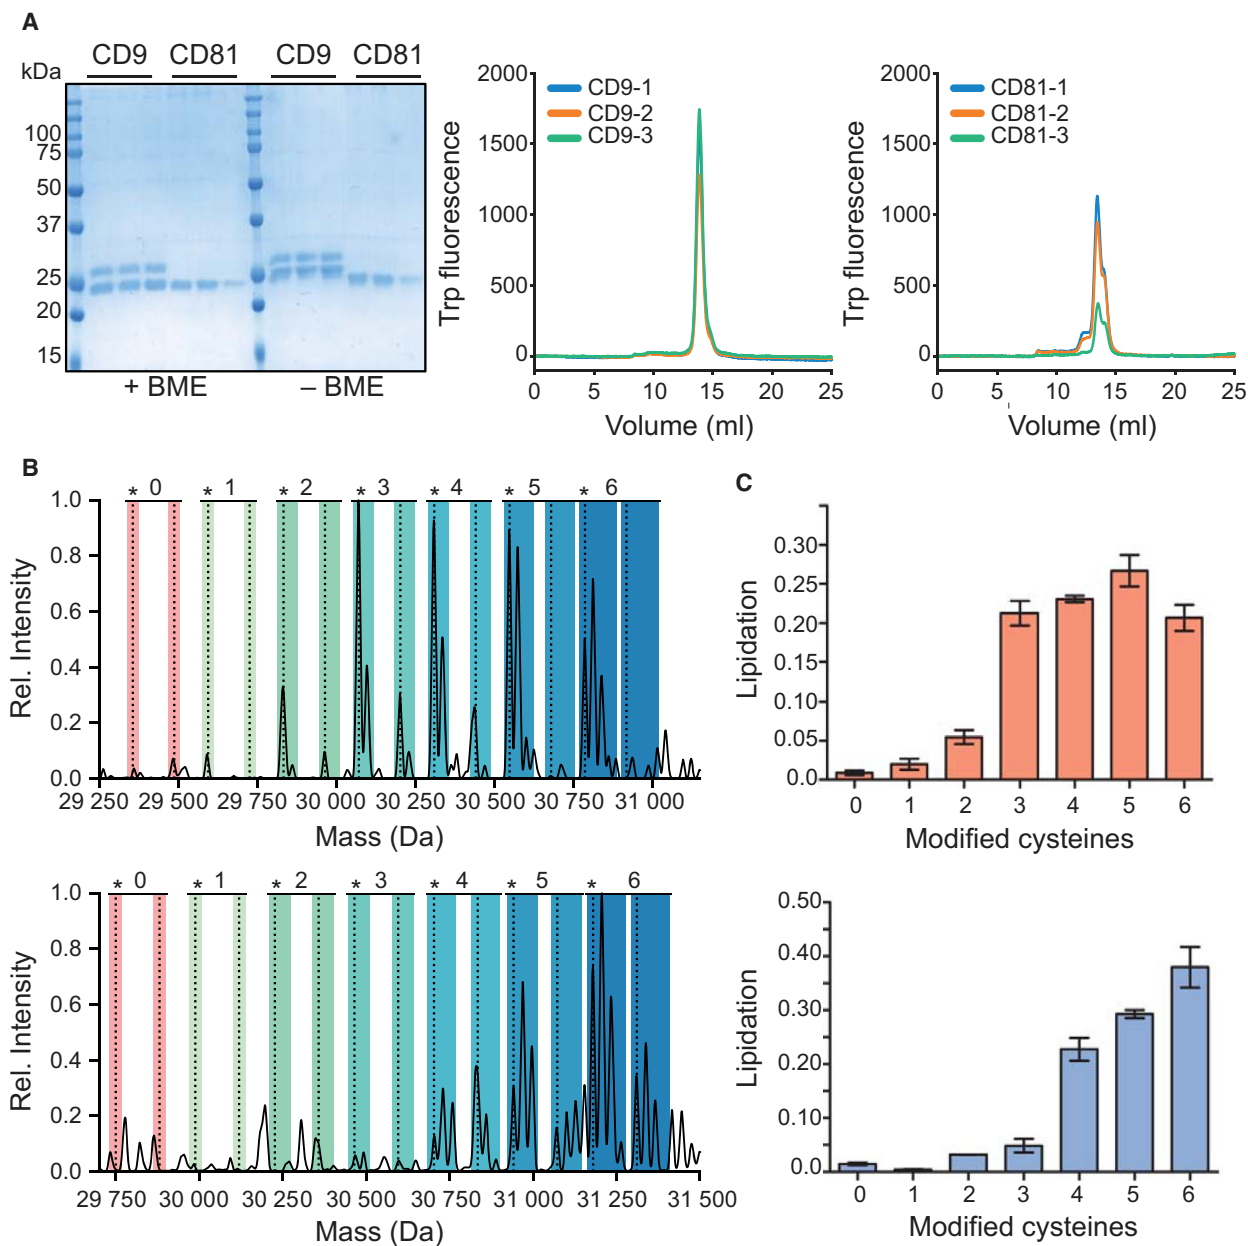 A
CD9 CD81 CD9 CD81
kDa
100
75
50
37
25
20
15
+ BME – BME
2000
1500
1000
500
0
Trp fluorescence
CD9-1
CD9-2
CD9-3
0 5 10 15 20 25
Volume (ml)
2000
1500
1000
500
0
Trp fluorescence
CD81-1
CD81-2
CD81-3
0 5 10 15 20 25
Volume (ml)
B
* 0 * 1 * 2 * 3 * 4 * 5 * 6
1.0
0.8
0.6
0.4
0.2
0.0
Rel. Intensity
29 250 29 500 29 750 30 000 30 250 30 500 30 750 31 000
Mass (Da)
* 0 * 1 * 2 * 3 * 4 * 5 * 6
1.0
0.8
0.6
0.4
0.2
0.0
Rel. Intensity
29 750 30 000 30 250 30 500 30 750 31 000 31 250 31 500
Mass (Da)
C
0.30
0.25
0.20
0.15
0.10
0.05
0.0
Lipidation
0 1 2 3 4 5 6
Modified cysteines
0.50
0.30
0.20
0.10
0.0
Lipidation
0 1 2 3 4 5 6
Modified cysteines